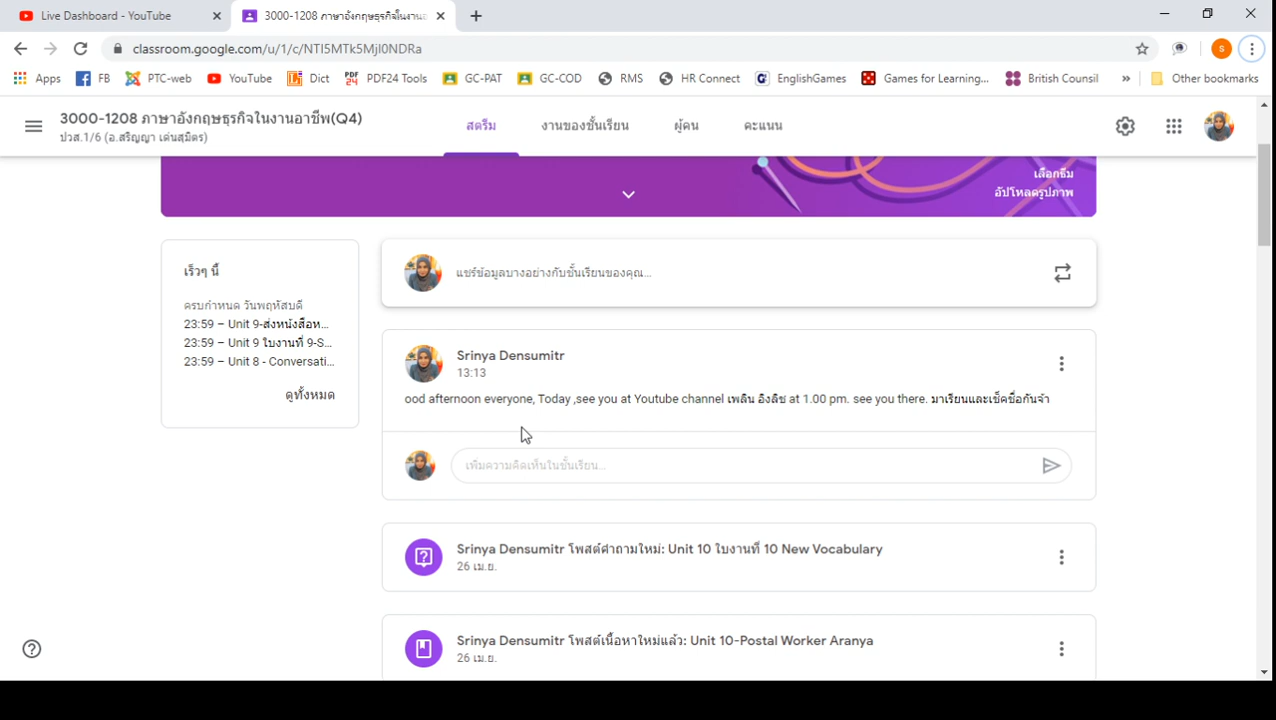 Live Dashboard - YouTube
3000-1208 ภาษาอังกฤษธุรกิจในงานอ
classroom.google.com/u/1/c/NTI5MTk5MjI0NDRa
S
Apps
FB
PTC-web
YouTube
Dict
PDF24 Tools
GC-PAT
GC-COD
RMS
HR Connect
EnglishGames
Games for Learning...
British Counsil
»
Other bookmarks
3000-1208 ภาษาอังกฤษธุรกิจในงานอาชีพ(Q4)
ปวส.1/6 (อ.สริญญา เด่นสุมิตร)
สตรีม
งานของชั้นเรียน
ผู้คน
คะแนน
เลือกธีม
อัปโหลดรูปภาพ
เร็วๆ นี้
ครบกำหนด วันพฤหัสบดี
23:59 – Unit 9-ส่งหนังสือห...
23:59 – Unit 9 ใบงานที่ 9-S...
23:59 – Unit 8 - Conversati...
ดูทั้งหมด
แชร์ข้อมูลบางอย่างกับชั้นเรียนของคุณ...
Srinya Densumitr
13:13
ood afternoon everyone, Today ,see you at Youtube channel เพลิน อิงลิช at 1.00 pm. see you there. มาเรียนและเช็คชื่อกันจ้า
เพิ่มความคิดเห็นในชั้นเรียน...
Srinya Densumitr โพสต์คำถามใหม่: Unit 10 ใบงานที่ 10 New Vocabulary
26 เม.ย.
Srinya Densumitr โพสต์เนื้อหาใหม่แล้ว: Unit 10-Postal Worker Aranya
26 เม.ย.